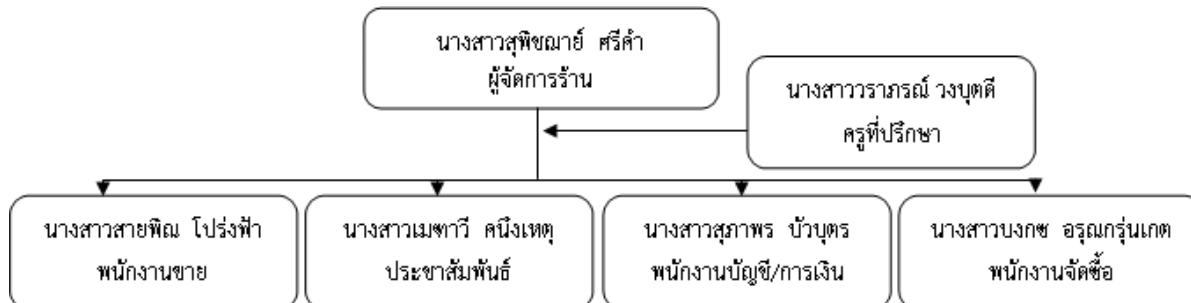 นางสาวสุพิชฌาย์ ศรีคำ
ผู้จัดการร้าน
นางสาววราภรณ์ วงบุตดี
ครูที่ปรึกษา
นางสาวสายพิณ โปร่งฟ้า
พนักงานขาย
นางสาวเมฑาวี คนึงเหตุ
ประชาสัมพันธ์
นางสาวสุภาพร บัวบุตร
พนักงานบัญชี/การเงิน
นางสาวบงกช อรุณกรุ่นเกต
พนักงานจัดซื้อ